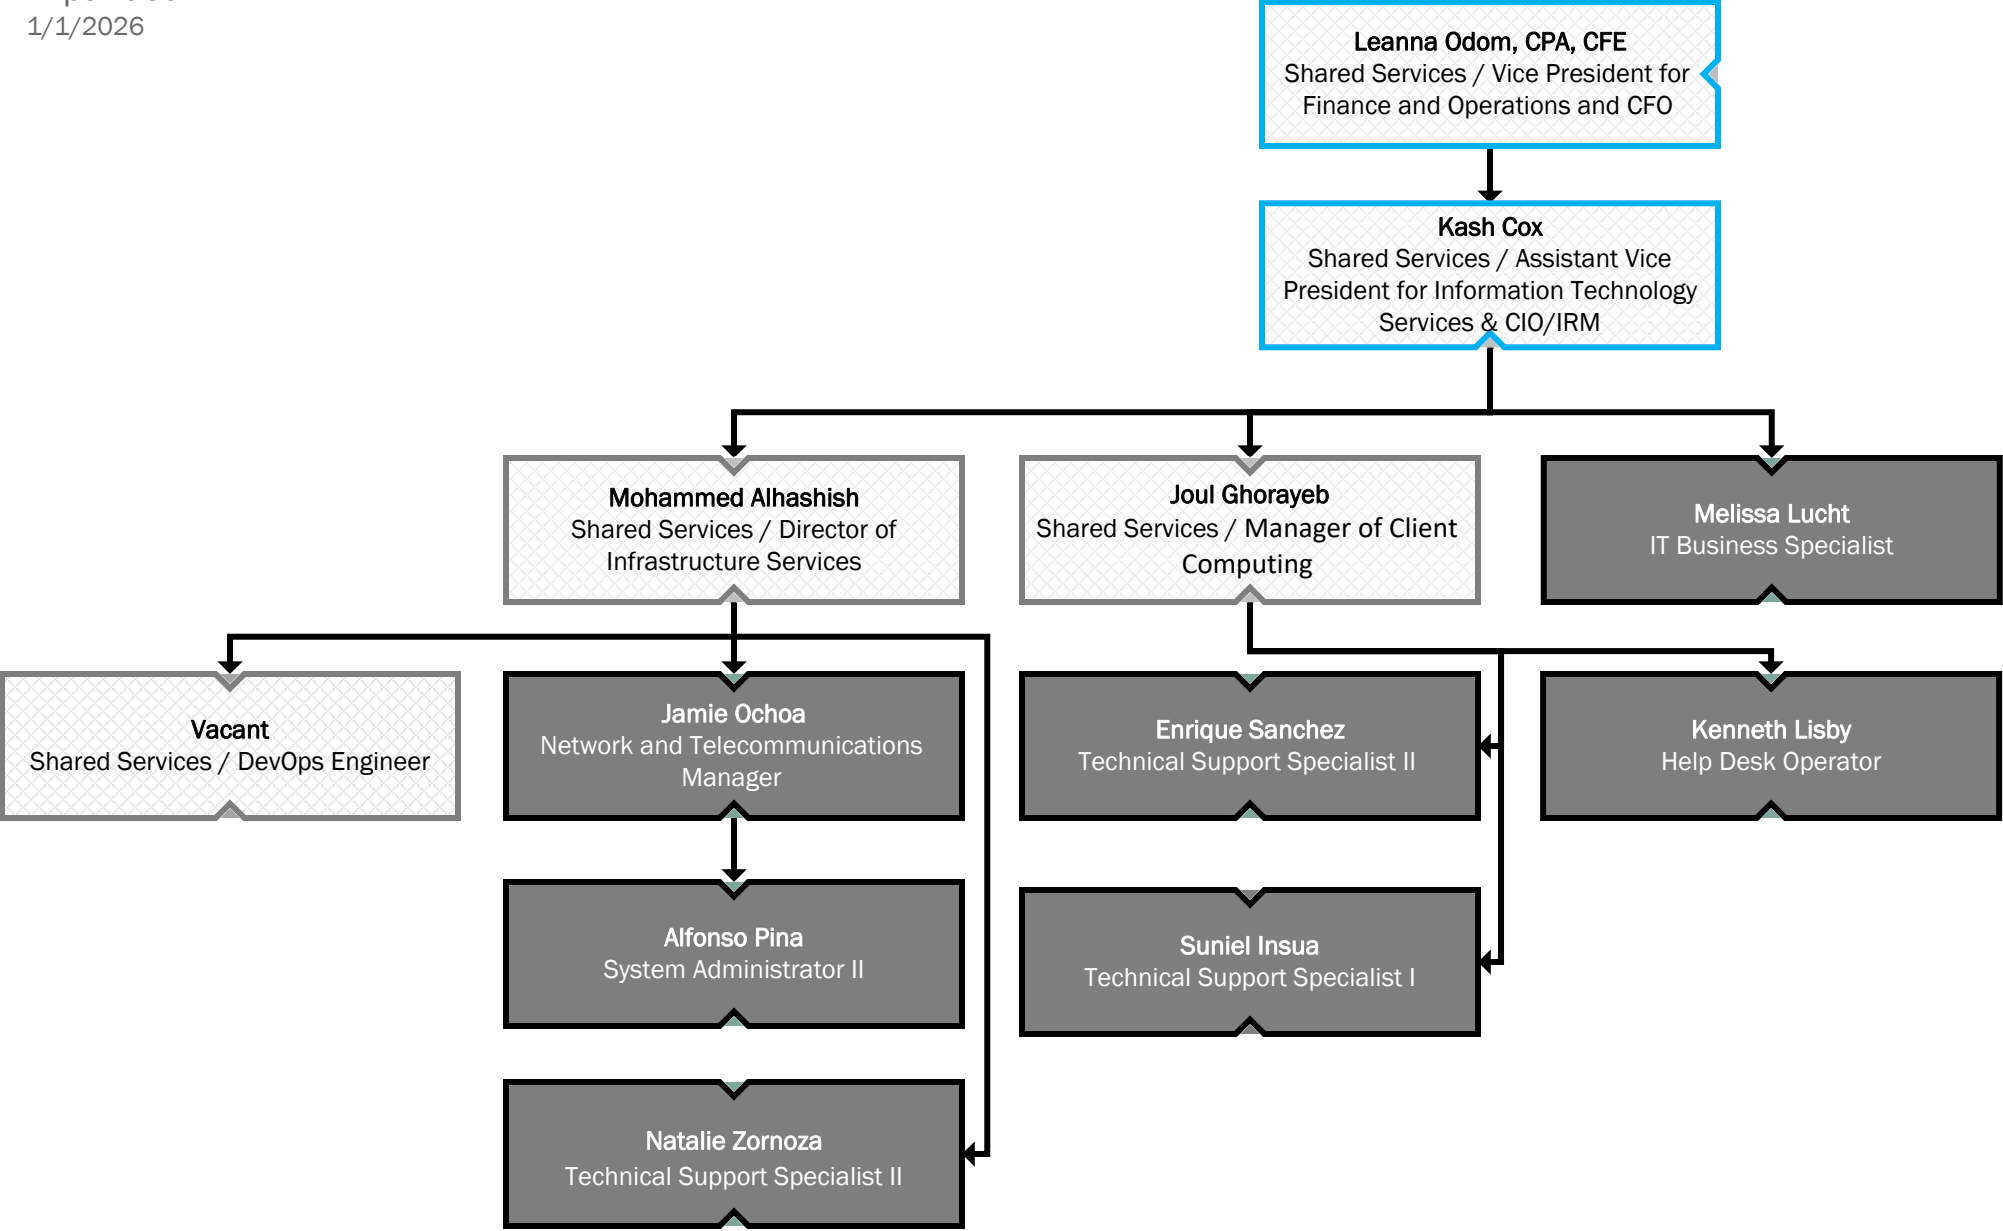 1/1/2026
Leanna Odom, CPA, CFE
Shared Services / Vice President for
Finance and Operations and CFO
Kash Cox
Shared Services / Assistant Vice
President for Information Technology
Services & CIO/IRM
Mohammed Alhashish
Shared Services / Director of
Infrastructure Services
Joul Ghorayeb
Shared Services / Manager of Client
Computing
Melissa Lucht
IT Business Specialist
Vacant
Shared Services / DevOps Engineer
Jamie Ochoa
Network and Telecommunications
Manager
Enrique Sanchez
Technical Support Specialist II
Kenneth Lisby
Help Desk Operator
Alfonso Pina
System Administrator II
Suniel Insua
Technical Support Specialist I
Natalie Zornoza
Technical Support Specialist II